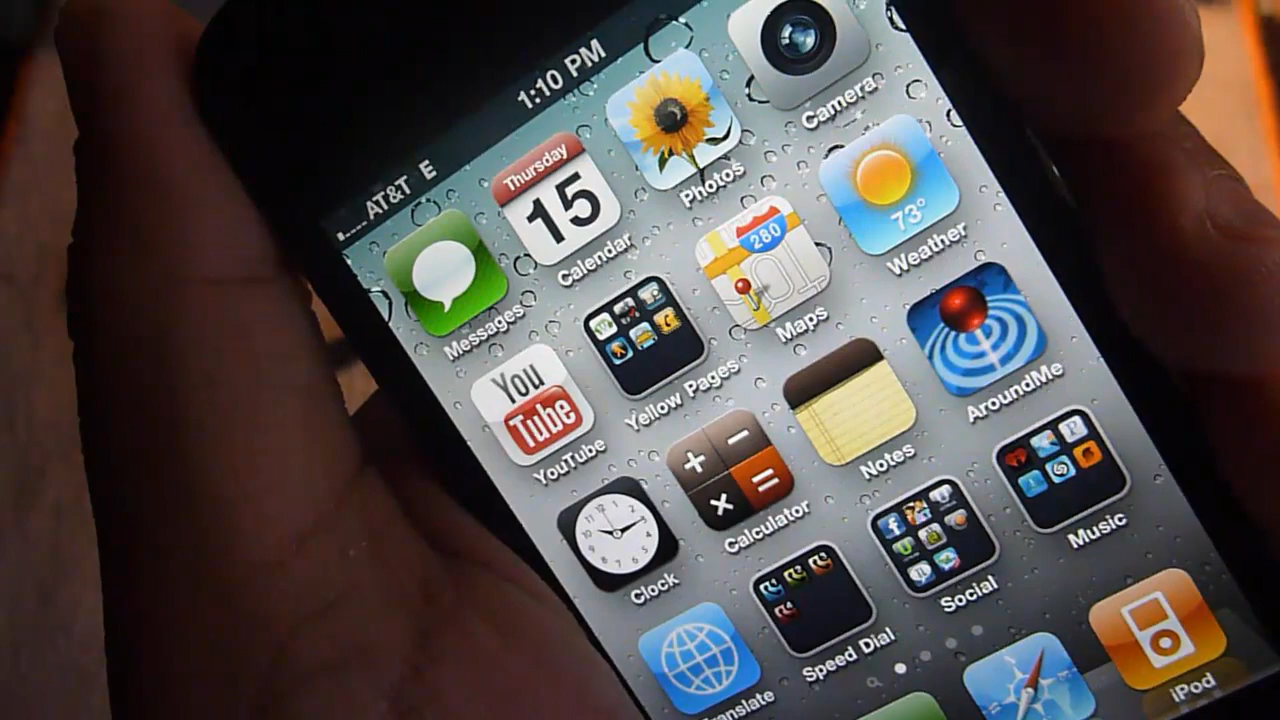 AT&T E 1:10 PM
Messages
Thursday
15
Calendar
Photos
Camera
You
Tube
YouTube
Yellow Pages
280
Maps
73°
Weather
Clock
+ −
× =
Calculator
Notes
AroundMe
Translate
Speed Dial
Social
Music
iPod